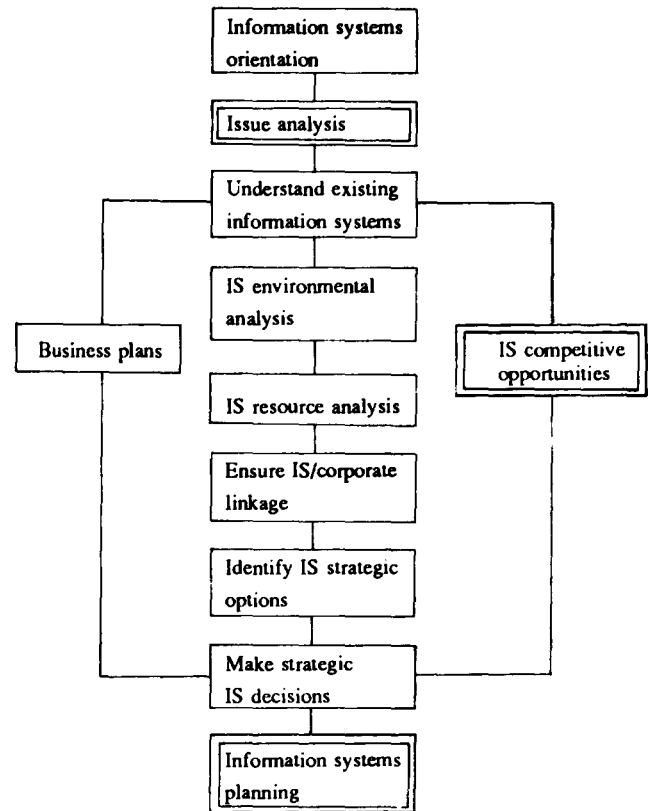 Information systems
orientation
Issue analysis
Understand existing
information systems
IS environmental
analysis
Business plans
IS competitive
opportunities
IS resource analysis
Ensure IS/corporate
linkage
Identify IS strategic
options
Make strategic
IS decisions
Information systems
planning